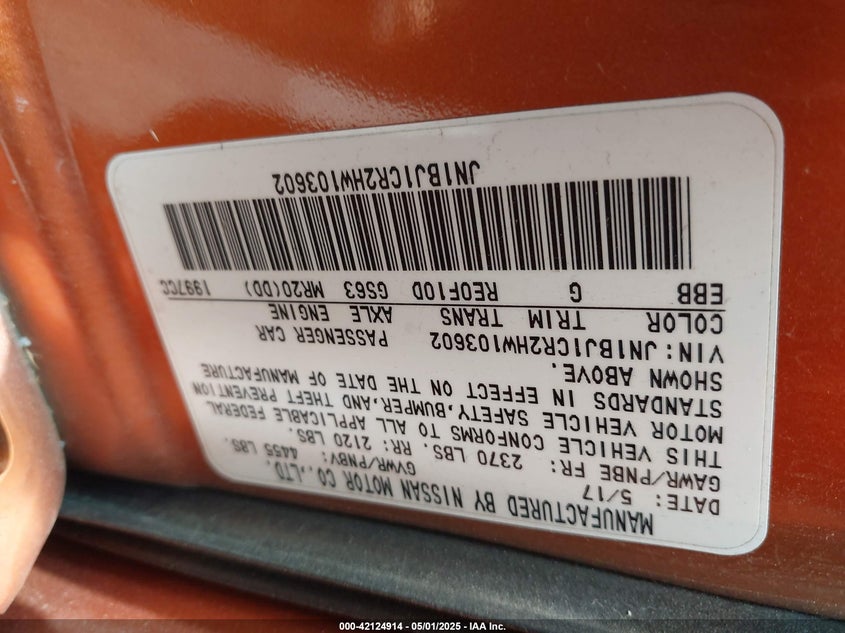 MANUFACTURED BY NISSAN MOTOR CO.,LTD.
DATE: 5/17 GVWR/PNBV: 4455 LBS.
GAWR/PNBE FR: 2370 LBS. RR: 2120 LBS.
THIS VEHICLE CONFORMS TO ALL APPLICABLE FEDERAL
MOTOR VEHICLE SAFETY,BUMPER,AND THEFT PREVENTION
STANDARDS IN EFFECT ON THE DATE OF MANUFACTURE
SHOWN ABOVE.
VIN:JN1BJ1CR2HW103602 PASSENGER CAR
COLOR TRIM TRANS AXLE ENGINE
EBB G RE0F10D GS63 MR20(DD) 1997CC
JN1BJ1CR2HW103602
000-42124914 - 05/01/2025 - IAA Inc.